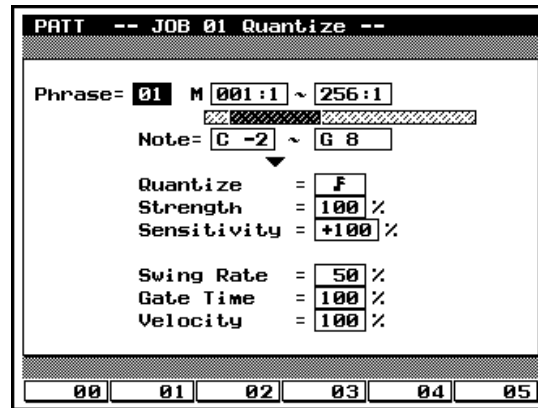 PATT -- JOB 01 Quantize --
Phrase= 01 M 001:1 ~ 256:1
Note= C -2 ~ G 8
Quantize =
Strength = 100 %
Sensitivity = +100 %
Swing Rate = 50 %
Gate Time = 100 %
Velocity = 100 %
00 01 02 03 04 05